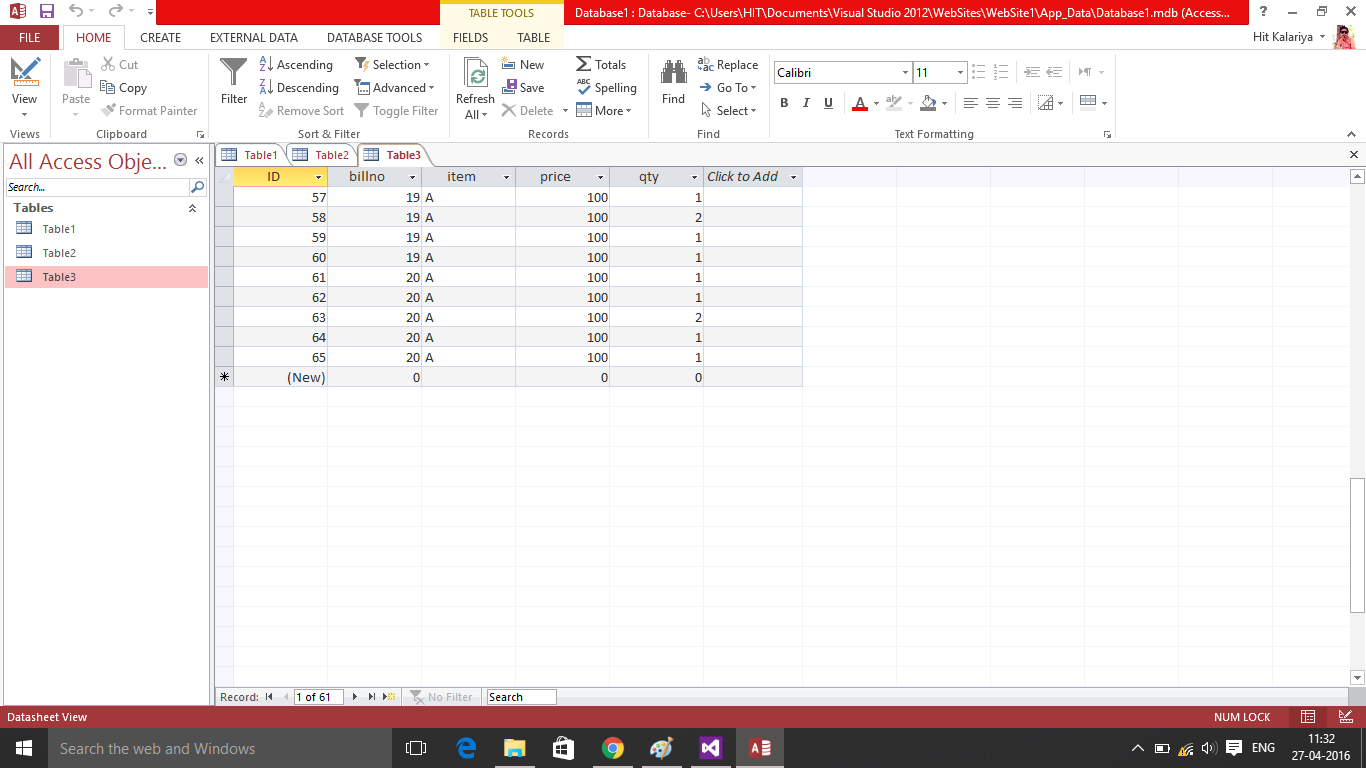 TABLE TOOLS
Database1 : Database- C:\Users\HIT\Documents\Visual Studio 2012\WebSites\WebSite1\App_Data\Database1.mdb (Access...
FILE HOME CREATE EXTERNAL DATA DATABASE TOOLS FIELDS TABLE Hit Kalariya
View
Views
Paste
Cut
Copy
Format Painter
Clipboard
Filter
Ascending
Descending
Remove Sort
Selection
Advanced
Toggle Filter
Sort & Filter
Refresh
All
New
Save
Delete
Totals
Spelling
More
Records
Find
Replace
Go To
Select
Find
Calibri 11
B I U A
Text Formatting
All Access Obje...
Search...
Tables
Table1
Table2
Table3
Table1 Table2 Table3
ID billno item price qty Click to Add
57 19 A 100 1
58 19 A 100 2
59 19 A 100 1
60 19 A 100 1
61 20 A 100 1
62 20 A 100 1
63 20 A 100 2
64 20 A 100 1
65 20 A 100 1
(New) 0 0 0
Record: 1 of 61 No Filter Search
Datasheet View NUM LOCK
Search the web and Windows
ENG
11:32
27-04-2016